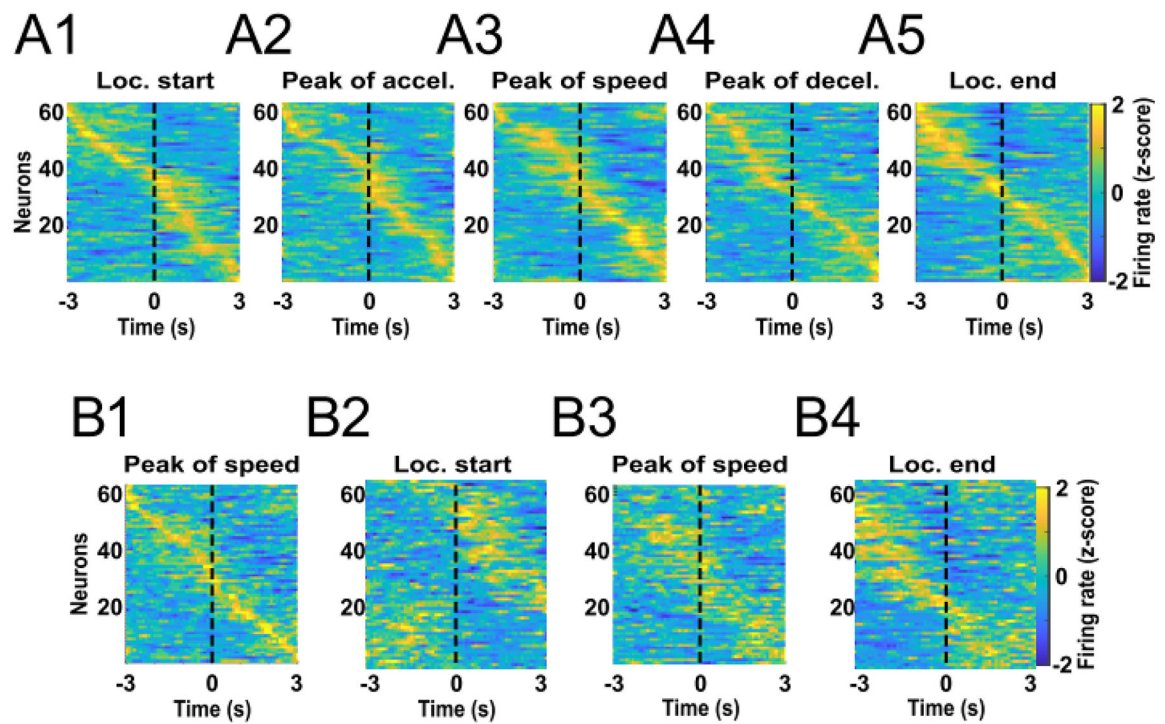 A1 A2 A3 A4 A5
Loc. start Peak of accel. Peak of speed Peak of decel. Loc. end
Neurons
60 60 60 60 60
40 40 40 40 40
20 20 20 20 20
-3 0 3 -3 0 3 -3 0 3 -3 0 3 -3 0 3
Time (s) Time (s) Time (s) Time (s) Time (s)
2
0
-2
Firing rate (z-score)
B1 B2 B3 B4
Peak of speed Loc. start Peak of speed Loc. end
Neurons
60 60 60 60
40 40 40 40
20 20 20 20
-3 0 3 -3 0 3 -3 0 3 -3 0 3
Time (s) Time (s) Time (s) Time (s)
2
0
-2
Firing rate (z-score)